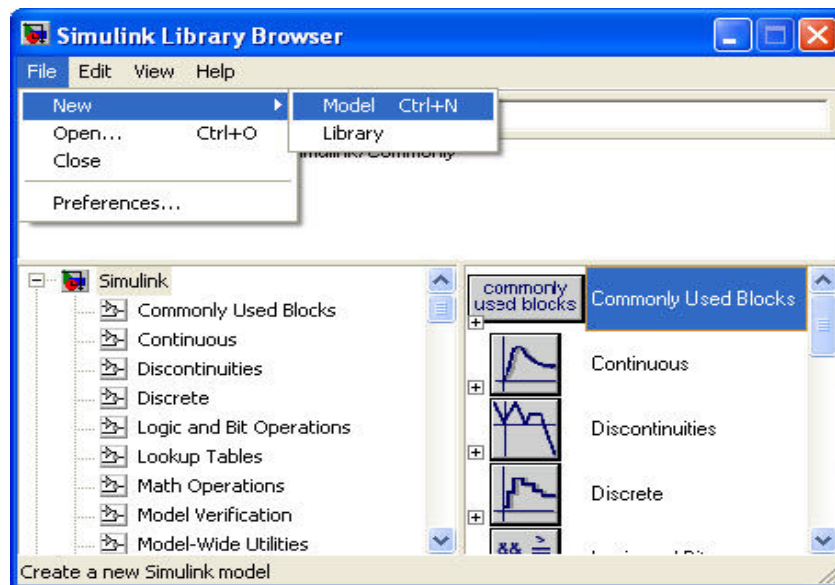 Simulink Library Browser
File Edit View Help
New Model Ctrl+N
Open... Ctrl+O Library
Close
Preferences...
Simulink
Commonly Used Blocks
Continuous
Discontinuities
Discrete
Logic and Bit Operations
Lookup Tables
Math Operations
Model Verification
Model-Wide Utilities
commonly
used blocks
Commonly Used Blocks
Continuous
Discontinuities
Discrete
Create a new Simulink model